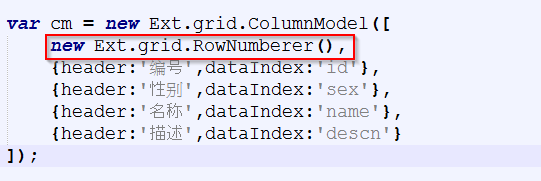 var cm = new Ext.grid.ColumnModel([
new Ext.grid.RowNumberer(),
{header:'编号',dataIndex:'id'},
{header:'性别',dataIndex:'sex'},
{header:'名称',dataIndex:'name'},
{header:'描述',dataIndex:'descn'}
]);